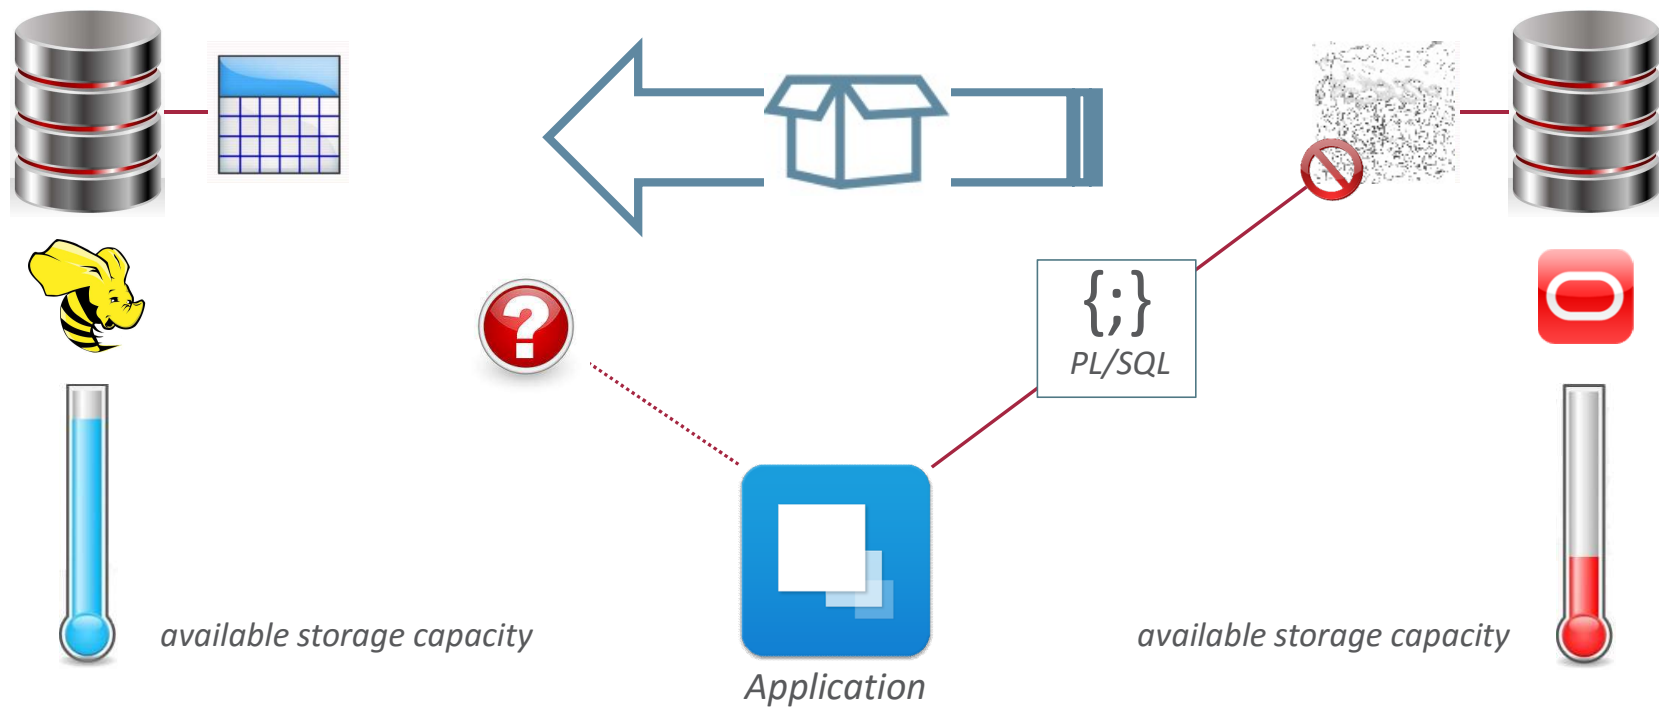 {;}
PL/SQL
available storage capacity
available storage capacity
Application